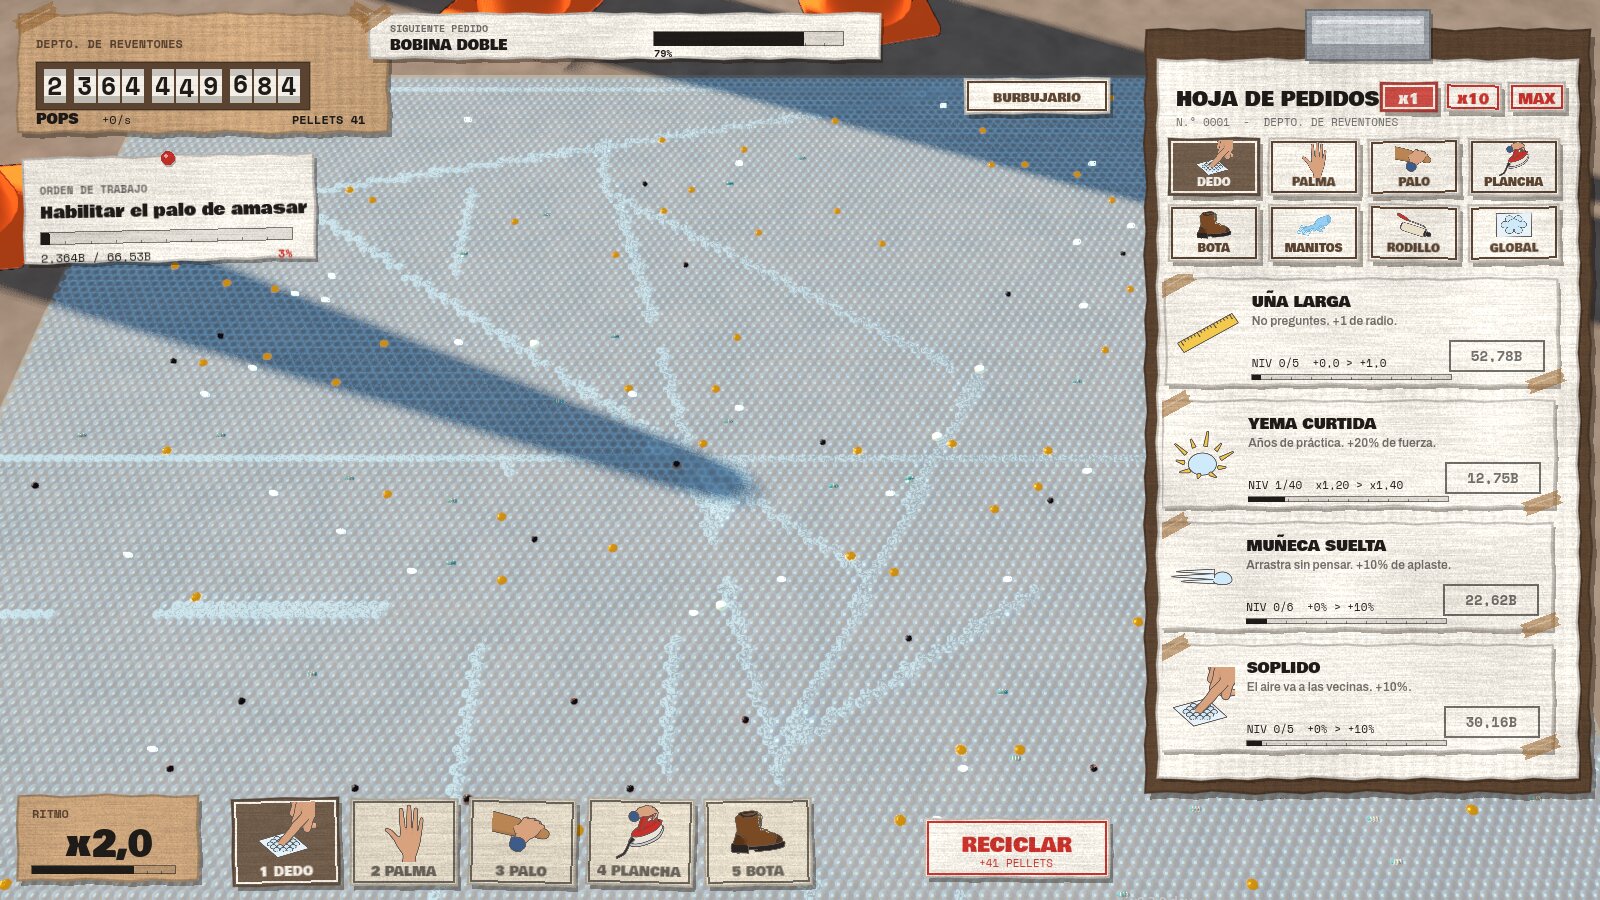 DEPTO. DE REVENTONES
2 364 449 684
POPS +0/s PELLETS 41
SIGUIENTE PEDIDO
BOBINA DOBLE
79%
BURBUJARIO
ORDEN DE TRABAJO
Habilitar el palo de amasar
2,364B / 66,53B 3%
HOJA DE PEDIDOS x1 x10 MAX
N.° 0001 - DEPTO. DE REVENTONES
DEDO PALMA PALO PLANCHA
BOTA MANITOS RODILLO GLOBAL
UÑA LARGA
No preguntes. +1 de radio.
NIV 0/5 +0,0 > +1,0 52,78B
YEMA CURTIDA
Años de práctica. +20% de fuerza.
NIV 1/40 x1,20 > x1,40 12,75B
MUÑECA SUELTA
Arrastra sin pensar. +10% de aplaste.
NIV 0/6 +0% > +10% 22,62B
SOPLIDO
El aire va a las vecinas. +10%.
NIV 0/5 +0% > +10% 30,16B
RITMO
x2,0
1 DEDO 2 PALMA 3 PALO 4 PLANCHA 5 BOTA
RECICLAR
+41 PELLETS